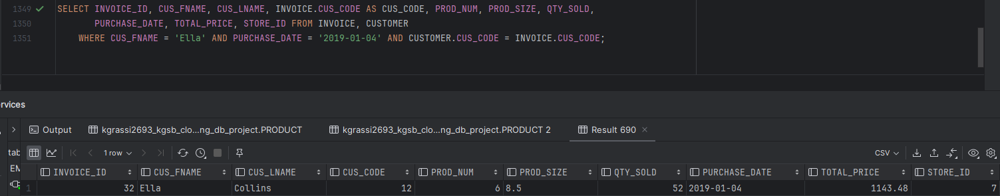 1349 SELECT INVOICE_ID, CUS_FNAME, CUS_LNAME, INVOICE.CUS_CODE AS CUS_CODE, PROD_NUM, PROD_SIZE, QTY_SOLD,
1350 PURCHASE_DATE, TOTAL_PRICE, STORE_ID FROM INVOICE, CUSTOMER
1351 WHERE CUS_FNAME = 'Ella' AND PURCHASE_DATE = '2019-01-04' AND CUSTOMER.CUS_CODE = INVOICE.CUS_CODE;
ervices
Output kgrassi2693_kgsb_clo...ng_db_project.PRODUCT kgrassi2693_kgsb_clo...ng_db_project.PRODUCT 2 Result 690
tab 1 row CSV
EM INVOICE_ID CUS_FNAME CUS_LNAME CUS_CODE PROD_NUM PROD_SIZE QTY_SOLD PURCHASE_DATE TOTAL_PRICE STORE_ID
1 32 Ella Collins 12 6 8.5 52 2019-01-04 1143.48 7